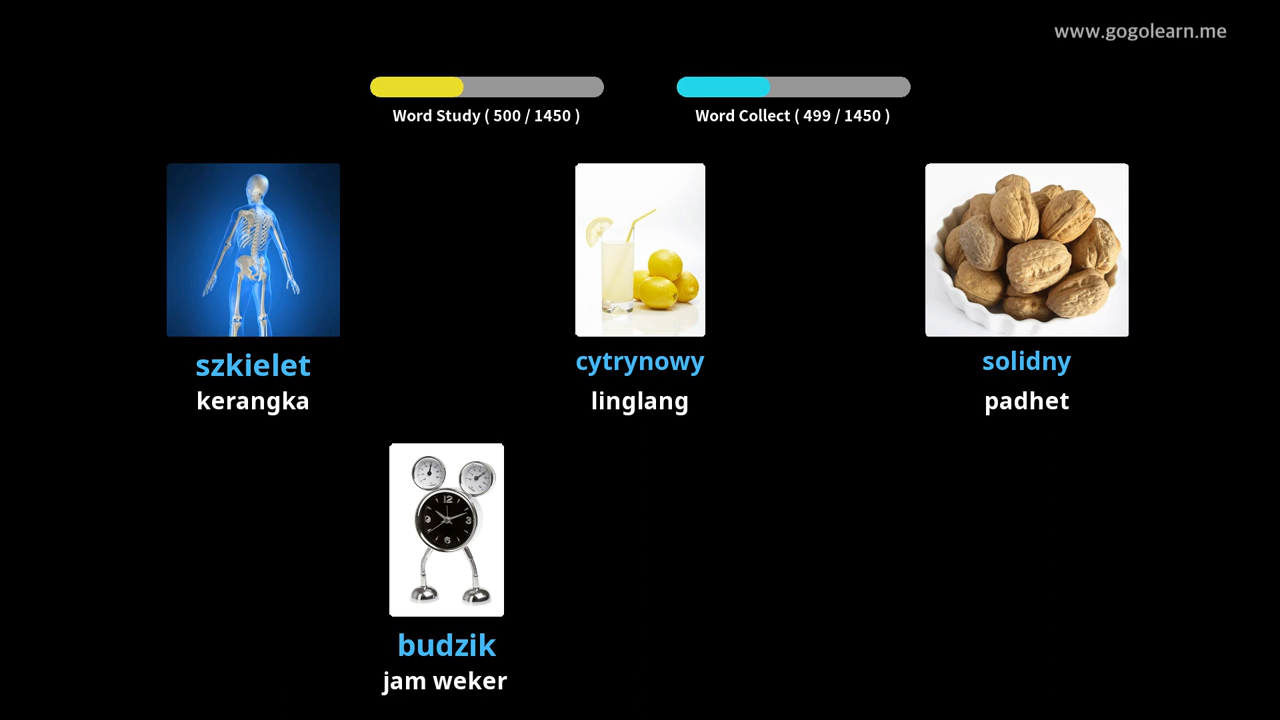 www.gogolearn.me
Word Study ( 500 / 1450 )
Word Collect ( 499 / 1450 )
szkielet
kerangka
cytrynowy
linglang
solidny
padhet
budzik
jam weker